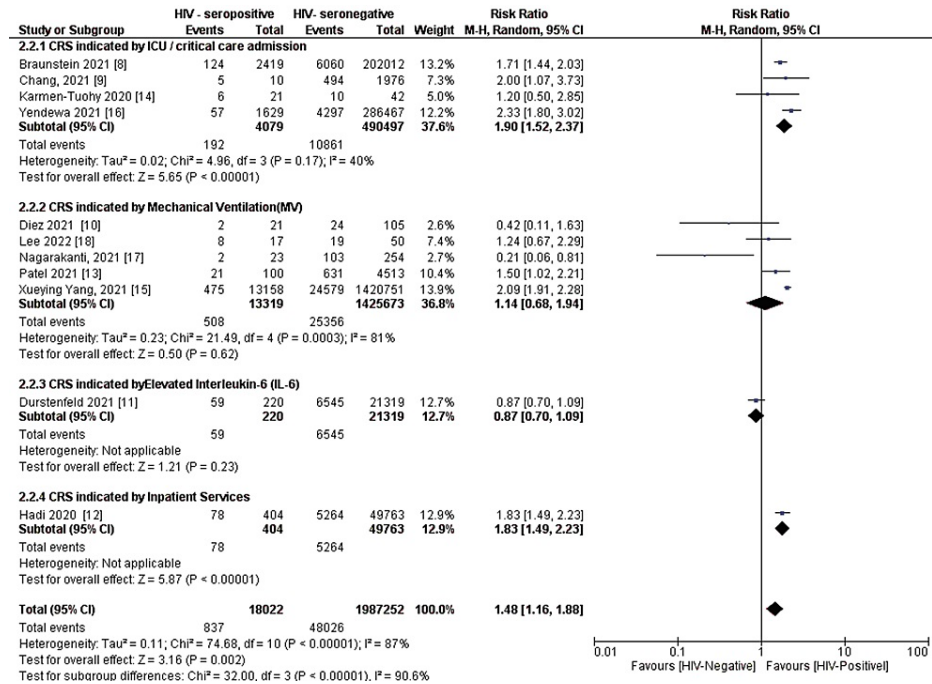 HIV - seropositive HIV- seronegative Risk Ratio Risk Ratio
Study or Subgroup Events Total Events Total Weight M-H, Random, 95% CI M-H, Random, 95% CI
2.2.1 CRS indicated by ICU / critical care admission
Braunstein 2021 [8] 124 2419 6060 202012 13.2% 1.71 [1.44, 2.03]
Chang, 2021 [9] 5 10 494 1976 7.3% 2.00 [1.07, 3.73]
Karmen-Tuohy 2020 [14] 6 21 10 42 5.0% 1.20 [0.50, 2.85]
Yendewa 2021 [16] 57 1629 4297 286467 12.2% 2.33 [1.80, 3.02]
Subtotal (95% CI) 4079 490497 37.6% 1.90 [1.52, 2.37]
Total events 192 10861
Heterogeneity: Tau² = 0.02; Chi² = 4.96, df = 3 (P = 0.17); I² = 40%
Test for overall effect: Z = 5.65 (P < 0.00001)
2.2.2 CRS indicated by Mechanical Ventilation(MV)
Diez 2021 [10] 2 21 24 105 2.6% 0.42 [0.11, 1.63]
Lee 2022 [18] 8 17 19 50 7.4% 1.24 [0.67, 2.29]
Nagarakanti, 2021 [17] 2 23 103 254 2.7% 0.21 [0.06, 0.81]
Patel 2021 [13] 21 100 631 4513 10.4% 1.50 [1.02, 2.21]
Xueying Yang, 2021 [15] 475 13158 24579 1420751 13.9% 2.09 [1.91, 2.28]
Subtotal (95% CI) 13319 1425673 36.8% 1.14 [0.68, 1.94]
Total events 508 25356
Heterogeneity: Tau² = 0.23; Chi² = 21.49, df = 4 (P = 0.0003); I² = 81%
Test for overall effect: Z = 0.50 (P = 0.62)
2.2.3 CRS indicated byElevated Interleukin-6 (IL-6)
Durstenfeld 2021 [11] 59 220 6545 21319 12.7% 0.87 [0.70, 1.09]
Subtotal (95% CI) 220 21319 12.7% 0.87 [0.70, 1.09]
Total events 59 6545
Heterogeneity: Not applicable
Test for overall effect: Z = 1.21 (P = 0.23)
2.2.4 CRS indicated by Inpatient Services
Hadi 2020 [12] 78 404 5264 49763 12.9% 1.83 [1.49, 2.23]
Subtotal (95% CI) 404 49763 12.9% 1.83 [1.49, 2.23]
Total events 78 5264
Heterogeneity: Not applicable
Test for overall effect: Z = 5.87 (P < 0.00001)
Total (95% CI) 18022 1987252 100.0% 1.48 [1.16, 1.88]
Total events 837 48026
Heterogeneity: Tau² = 0.11; Chi² = 74.68, df = 10 (P < 0.00001); I² = 87%
Test for overall effect: Z = 3.16 (P = 0.002)
Test for subgroup differences: Chi² = 32.00, df = 3 (P < 0.00001), I² = 90.6%
0.01 0.1 1 10 100
Favours [HIV-Negative] Favours [HIV-Positivel]